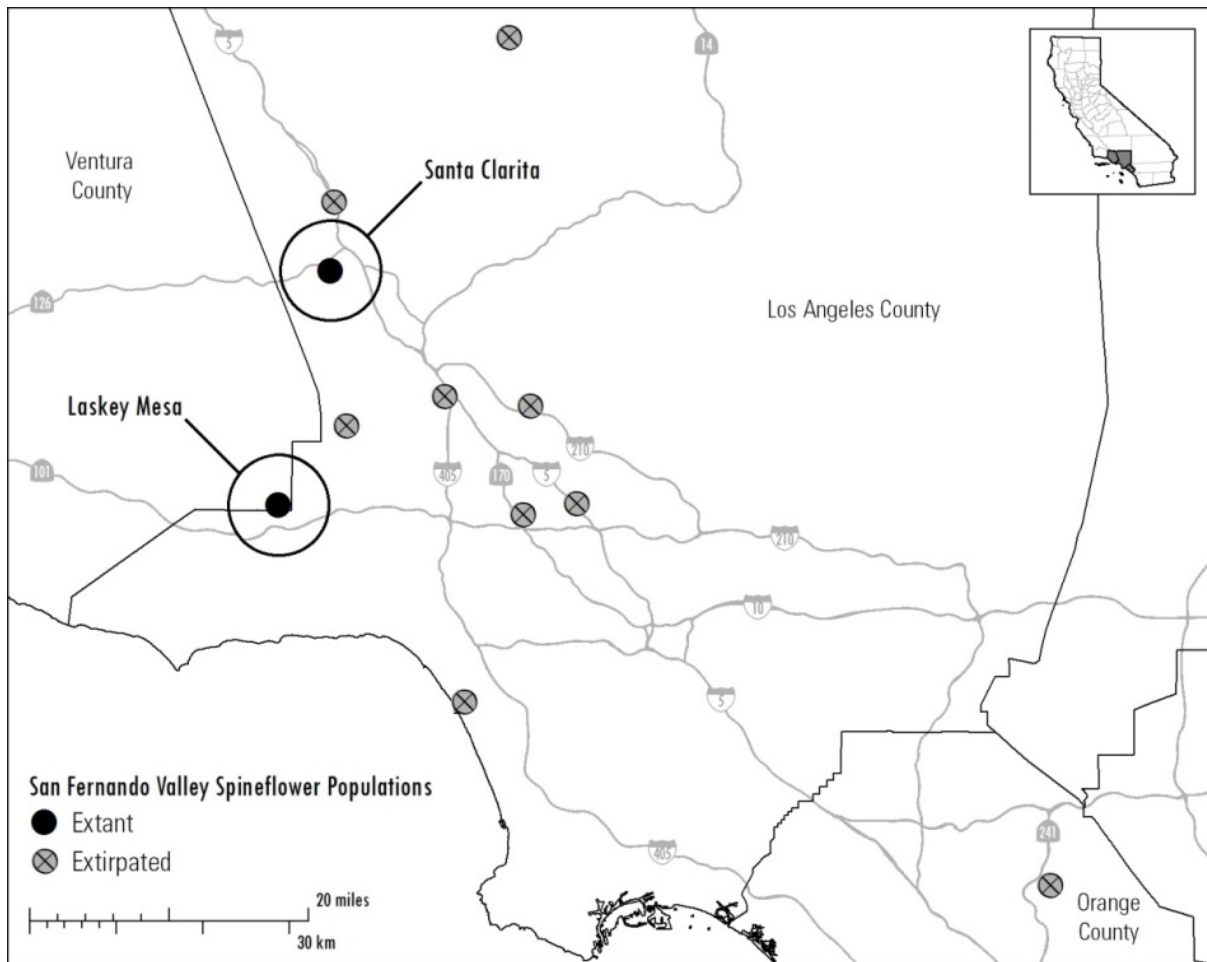 5
14
Ventura
County
Santa Clarita
126
Los Angeles County
Laskey Mesa
101
405
170
5
210
210
10
5
San Fernando Valley Spineflower Populations
Extant
Extirpated
405
241
20 miles
30 km
Orange
County